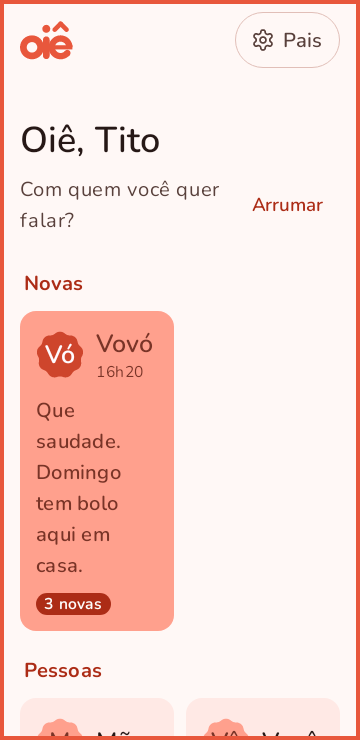 oiê
Pais
Oiê, Tito
Com quem você quer
falar?
Arrumar
Novas
Vó
Vovó
16h20
Que
saudade.
Domingo
tem bolo
aqui em
casa.
3 novas
Pessoas